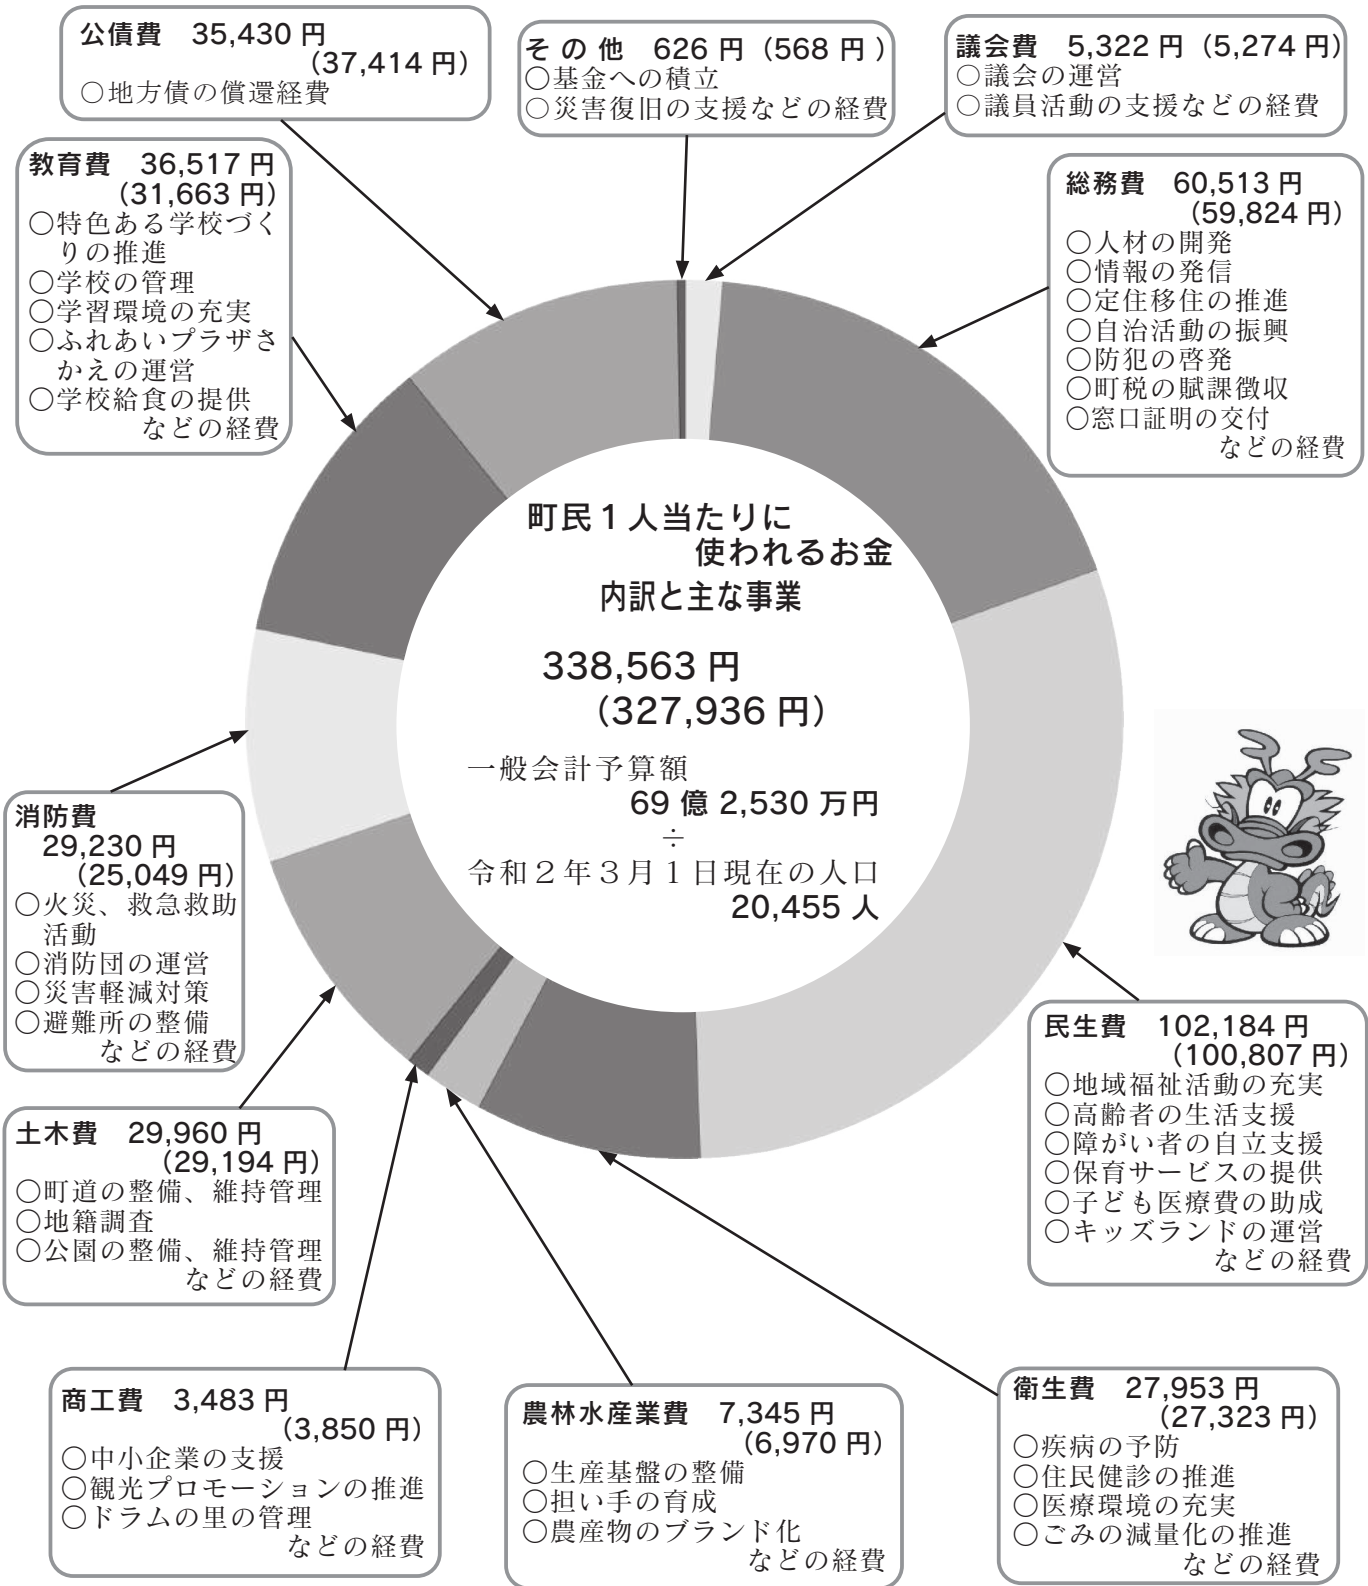 公債費　35,430 円
（37,414 円）
○地方債の償還経費
そ の 他　626 円（568 円 ）
○基金への積立
○災害復旧の支援などの経費
議会費　5,322 円（5,274 円）
○議会の運営
○議員活動の支援などの経費
教育費　36,517 円
（31,663 円）
○特色ある学校づく
りの推進
○学校の管理
○学習環境の充実
○ふれあいプラザさ
かえの運営
○学校給食の提供
などの経費
総務費　60,513 円
（59,824 円）
○人材の開発
○情報の発信
○定住移住の推進
○自治活動の振興
○防犯の啓発
○町税の賦課徴収
○窓口証明の交付
などの経費
町民１人当たりに
使われるお金
内訳と主な事業
338,563 円
（327,936 円）
一般会計予算額
69 億 2,530 万円
÷
令和２年３月１日現在の人口
20,455 人
消防費
29,230 円
（25,049 円）
○火災、救急救助
活動
○消防団の運営
○災害軽減対策
○避難所の整備
などの経費
民生費　102,184 円
（100,807 円）
○地域福祉活動の充実
○高齢者の生活支援
○障がい者の自立支援
○保育サービスの提供
○子ども医療費の助成
○キッズランドの運営
などの経費
土木費　29,960 円
（29,194 円）
○町道の整備、維持管理
○地籍調査
○公園の整備、維持管理
などの経費
商工費　3,483 円
（3,850 円）
○中小企業の支援
○観光プロモーションの推進
○ドラムの里の管理
などの経費
農林水産業費　7,345 円
（6,970 円）
○生産基盤の整備
○担い手の育成
○農産物のブランド化
などの経費
衛生費　27,953 円
（27,323 円）
○疾病の予防
○住民健診の推進
○医療環境の充実
○ごみの減量化の推進
などの経費